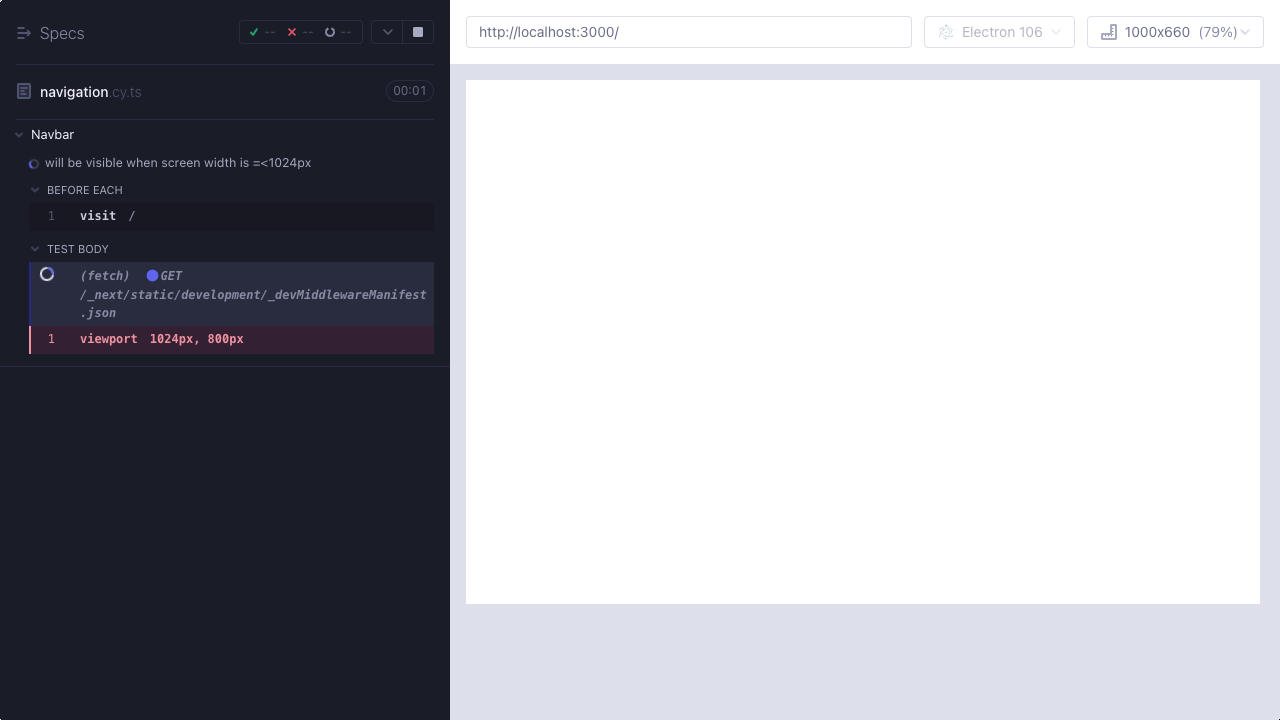 Specs
-- -- --
http://localhost:3000/
Electron 106
1000x660 (79%)
navigation.cy.ts
00:01
Navbar
will be visible when screen width is =<1024px
BEFORE EACH
1 visit /
TEST BODY
(fetch) GET
/_next/static/development/_devMiddlewareManifest
.json
1 viewport 1024px, 800px